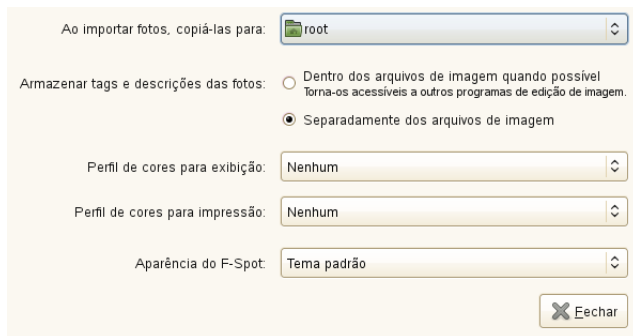 Ao importar fotos, copiá-las para: root
Armazenar tags e descrições das fotos: Dentro dos arquivos de imagem quando possível
Torna-os acessíveis a outros programas de edição de imagem.
Separadamente dos arquivos de imagem
Perfil de cores para exibição: Nenhum
Perfil de cores para impressão: Nenhum
Aparência do F-Spot: Tema padrão
Fechar